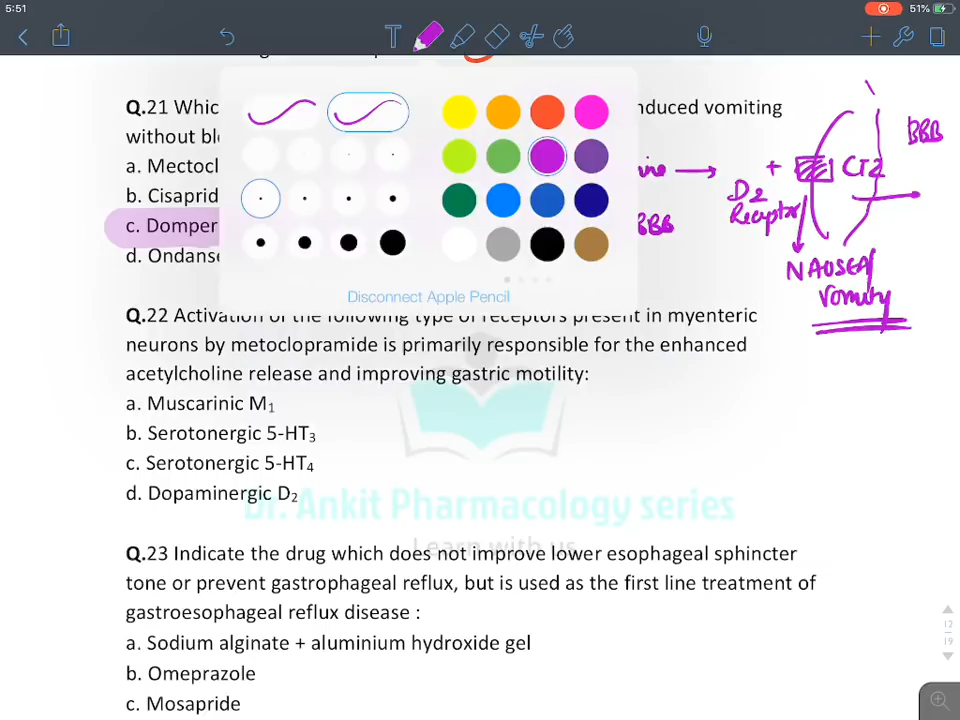 5:51
51%
T
Q.21 Whic nduced vomiting
without bl
a. Mectocl
b. Cisaprid
c. Domper
d. Ondanse
Disconnect Apple Pencil
+
CTZ
BBB
D2
Receptor
BBB
NAUSEA/
Vomity
Q.22 Activation of the following type of receptors present in myenteric
neurons by metoclopramide is primarily responsible for the enhanced
acetylcholine release and improving gastric motility:
a. Muscarinic M1
b. Serotonergic 5-HT3
c. Serotonergic 5-HT4
d. Dopaminergic D2
Dr. Ankit Pharmacology series
Learn with us
Q.23 Indicate the drug which does not improve lower esophageal sphincter
tone or prevent gastrophageal reflux, but is used as the first line treatment of
gastroesophageal reflux disease :
a. Sodium alginate + aluminium hydroxide gel
b. Omeprazole
c. Mosapride
12
19